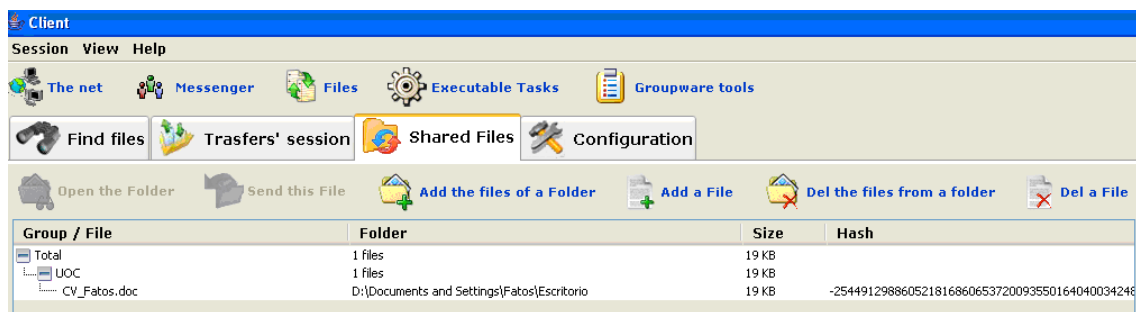 Client
Session View Help
The net Messenger Files Executable Tasks Groupware tools
Find files Trasfers' session Shared Files Configuration
Open the Folder Send this File Add the files of a Folder Add a File Del the files from a folder Del a File
Group / File Folder Size Hash
Total 1 files 19 KB
UOC 1 files 19 KB
CV_Fatos.doc D:\Documents and Settings\Fatos\Escritorio 19 KB -254491298860521816860653720093550164040034248